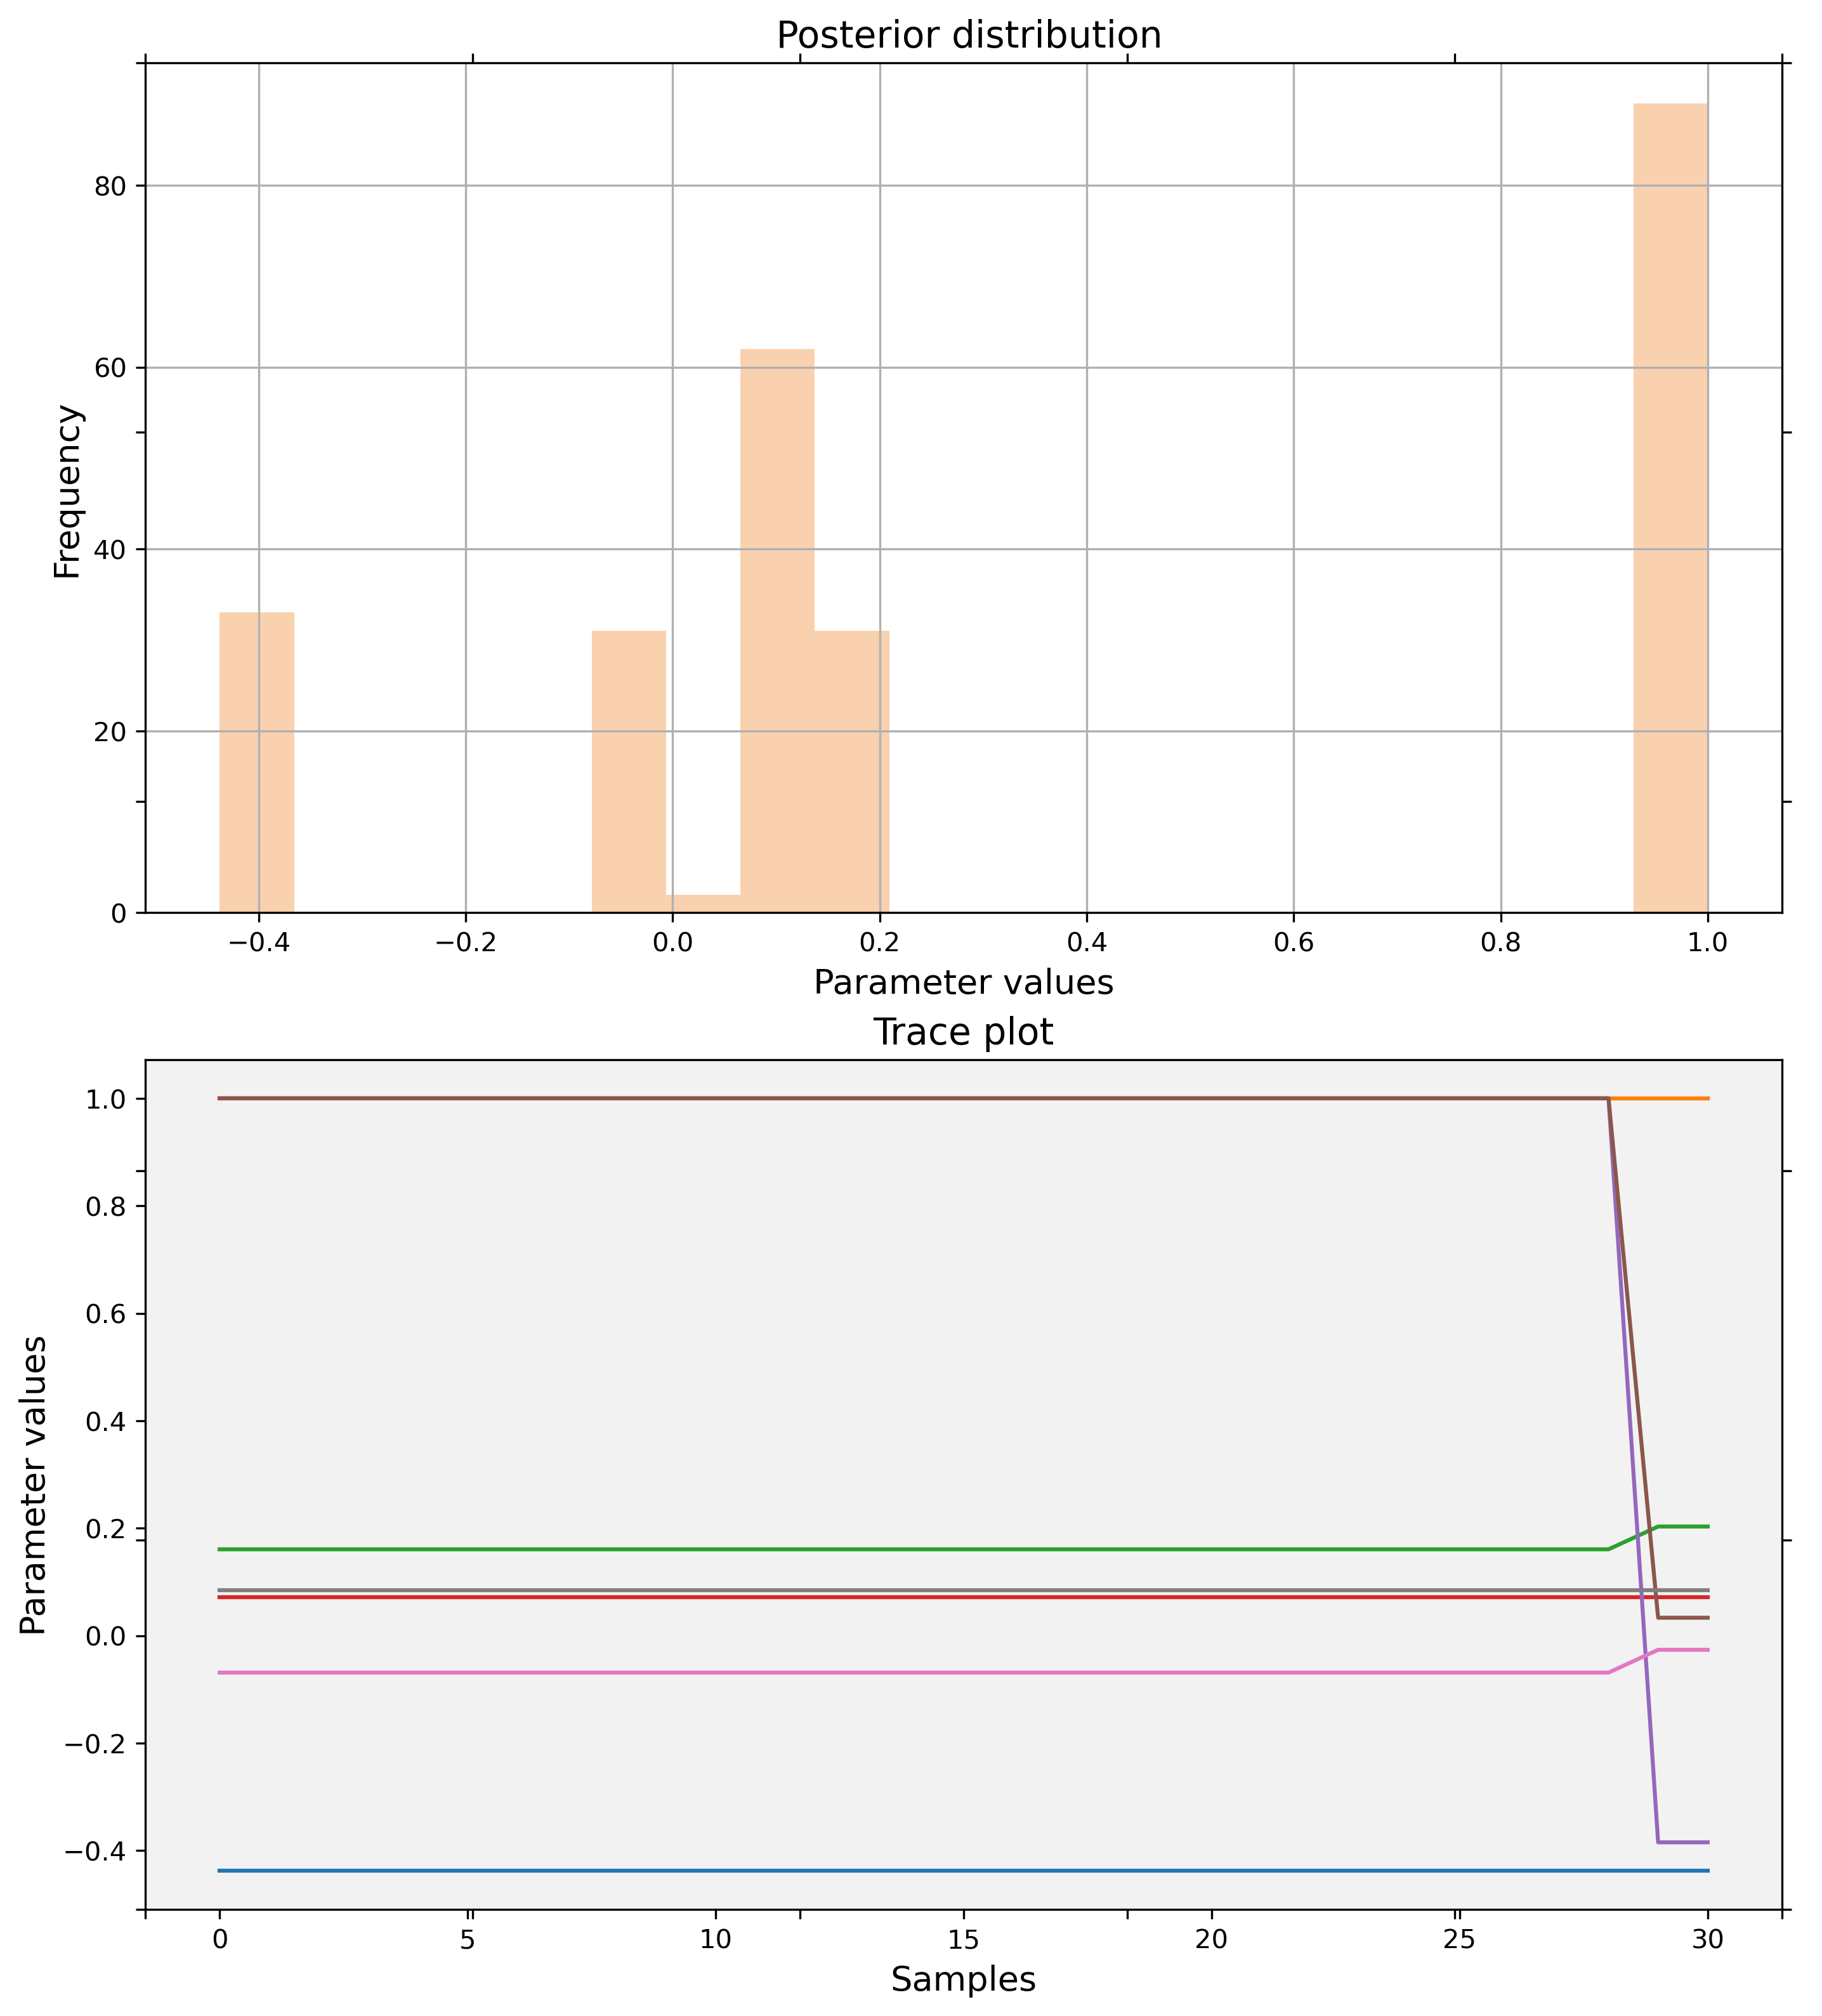 Posterior distribution
Frequency
80
60
40
20
0
−0.4 −0.2 0.0 0.2 0.4 0.6 0.8 1.0
Parameter values
Trace plot
Parameter values
1.0
0.8
0.6
0.4
0.2
0.0
−0.2
−0.4
0 5 10 15 20 25 30
Samples